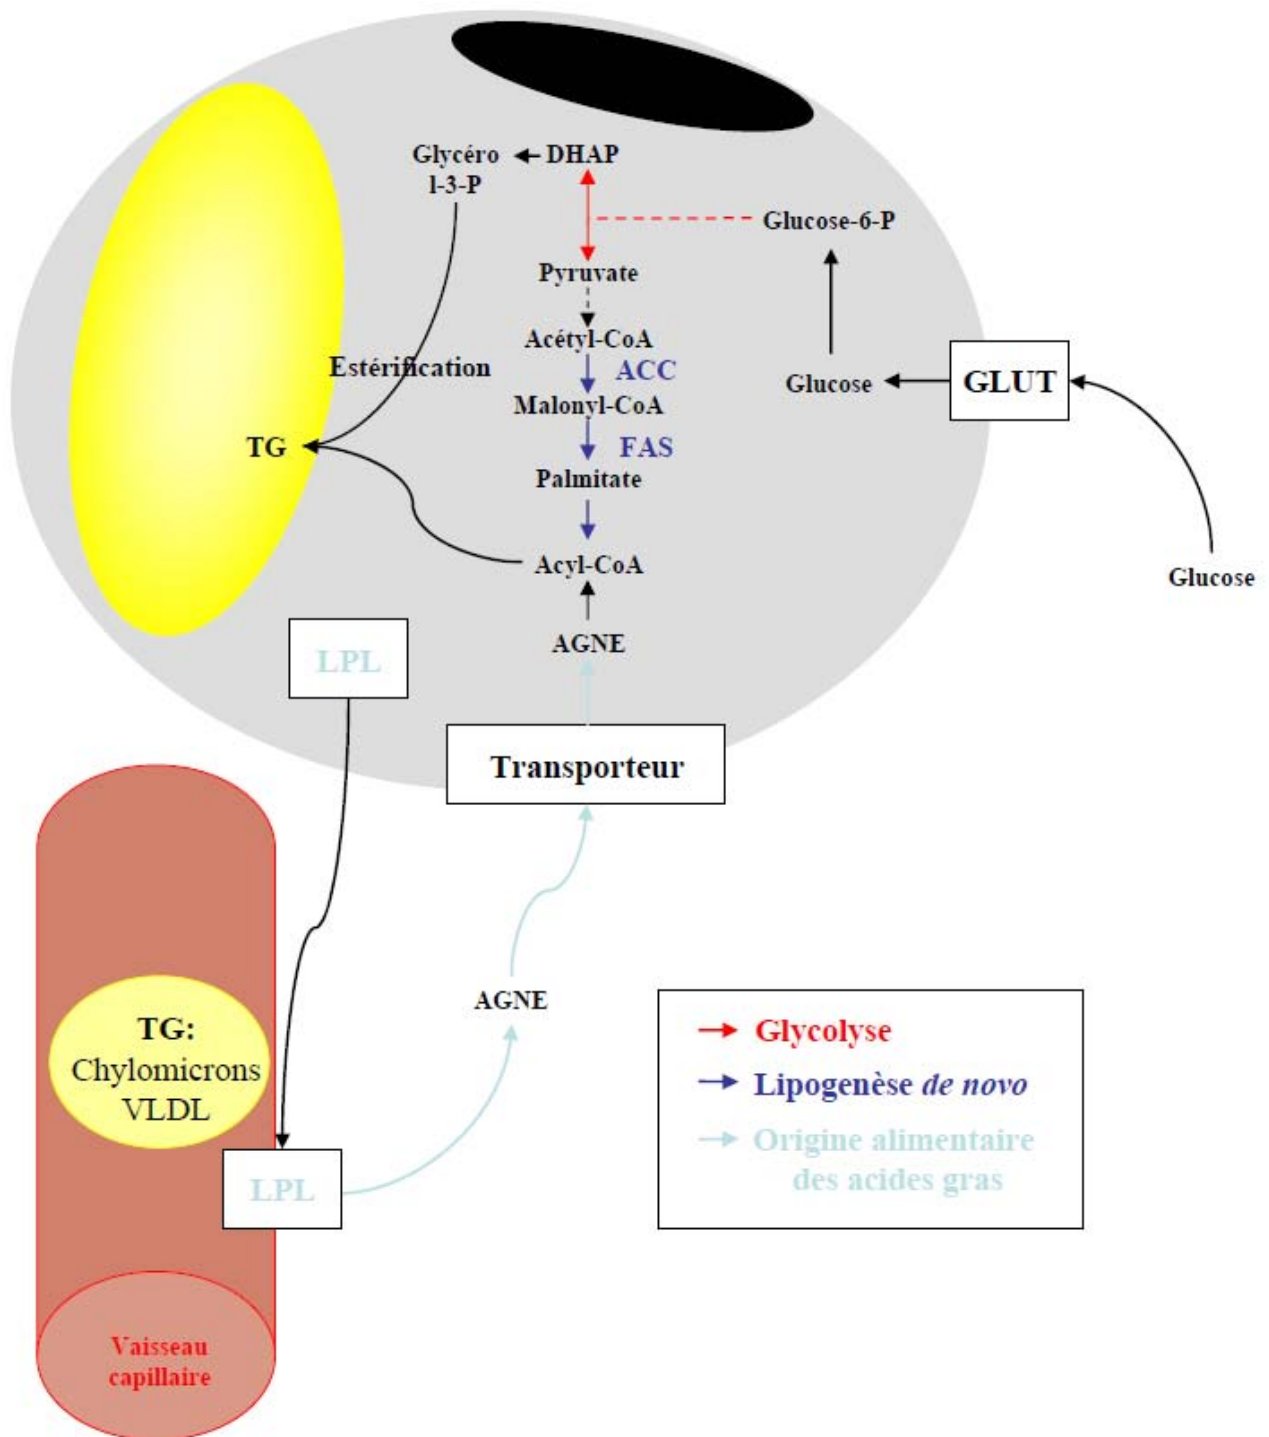 Glycéro
l-3-P
DHAP
Glucose-6-P
Pyruvate
Acétyl-CoA
ACC
Estérification
Malonyl-CoA
Glucose
GLUT
TG
FAS
Palmitate
Acyl-CoA
Glucose
AGNE
LPL
Transporteur
AGNE
TG:
Chylomicrons
VLDL
LPL
Glycolyse
Lipogenèse de novo
Origine alimentaire
des acides gras
Vaisseau
capillaire